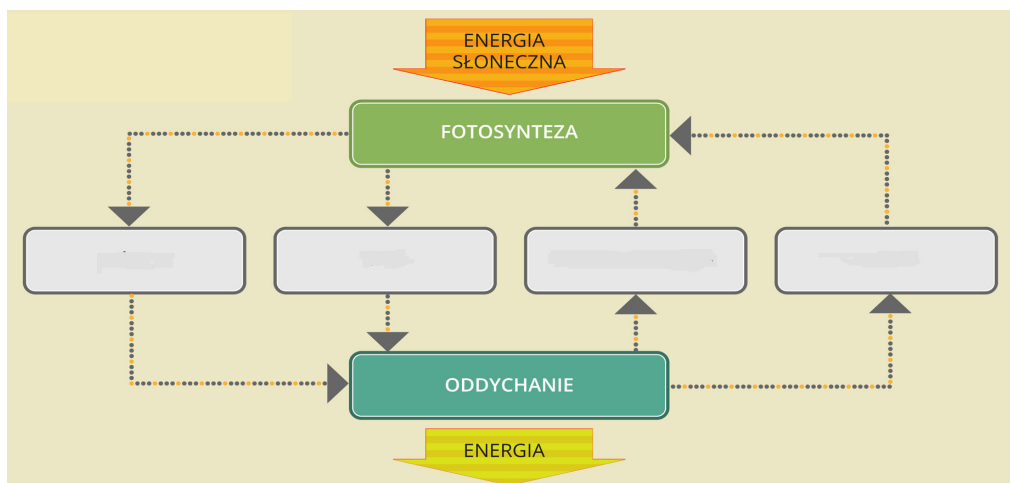 ENERGIA
SŁONECZNA
FOTOSYNTEZA
ODDYCHANIE
ENERGIA